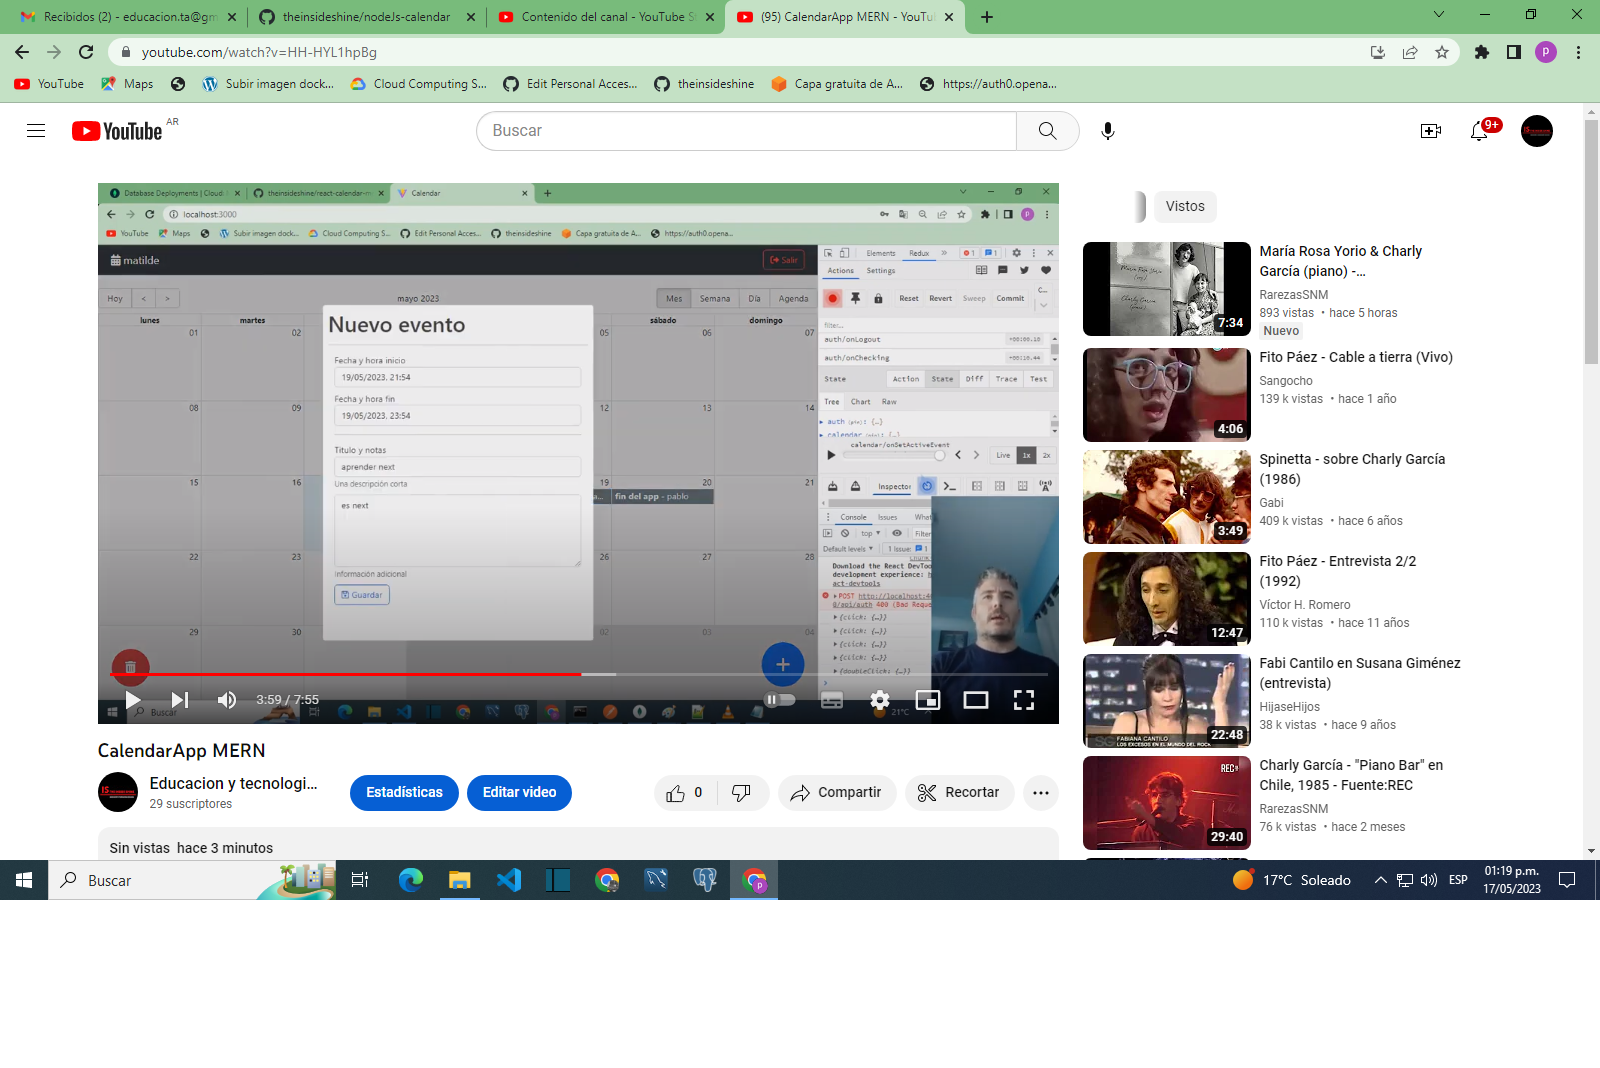 Recibidos (2) - educacion.ta@gm
theinsideshine/nodeJs-calendar
Contenido del canal - YouTube S
(95) CalendarApp MERN - YouTu
youtube.com/watch?v=HH-HYL1hpBg
P
YouTube
Maps
Subir imagen dock...
Cloud Computing S...
Edit Personal Acces...
theinsideshine
Capa gratuita de A...
https://auth0.opena...
YouTube AR
Buscar
9+
Database Deployments | Cloud:
theinsideshine/react-calendar-m
Calendar
localhost:3000
YouTube
Maps
Subir imagen dock...
Cloud Computing S...
Edit Personal Acces...
theinsideshine
Capa gratuita de A...
https://auth0.opena...
matilde
Salir
Hoy
<
>
mayo 2023
Mes
Semana
Día
Agenda
lunes
martes
sábado
domingo
01
02
05
06
07
08
09
12
13
14
15
16
19
20
21
a...
fin del app - pablo
22
23
26
27
28
29
30
02
03
04
Nuevo evento
Fecha y hora inicio
19/05/2023. 21:54
Fecha y hora fin
19/05/2023. 23:54
Titulo y notas
aprender next
Una descripción corta
es next
Información adicional
Guardar
Elements
Redux
»
1
1
Actions
Settings
C...
Reset
Revert
Sweep
Commit
filter...
auth/onLogout
auth/onChecking
State
Action
State
Diff
Trace
Test
Tree
Chart
Raw
auth (pin): {…}
calendar (pin): {…}
calendar/onSetActiveEvent
Live
1x
2x
Inspector
Console
Issues
What
top
Filter
Default levels
1 Issue:
1
Download the React DevToo
development experience: h
act-devtools
POST http://localhost:40
0/api/auth 400 (Bad Reque
{click: {…}}
{click: {…}}
{click: {…}}
{click: {…}}
{doubleClick: {…}}
3:59 / 7:55
Buscar
21°C
CalendarApp MERN
Educacion y tecnologi...
29 suscriptores
Estadísticas
Editar video
0
Compartir
Recortar
Sin vistas hace 3 minutos
Vistos
María Rosa Yorio & Charly
García (piano) -...
RarezasSNM
893 vistas • hace 5 horas
Nuevo
7:34
Fito Páez - Cable a tierra (Vivo)
Sangocho
139 k vistas • hace 1 año
4:06
Spinetta - sobre Charly García
(1986)
Gabi
409 k vistas • hace 6 años
3:49
Fito Páez - Entrevista 2/2
(1992)
Víctor H. Romero
110 k vistas • hace 11 años
12:47
Fabi Cantilo en Susana Giménez
(entrevista)
HijaseHijos
38 k vistas • hace 9 años
FABIANA CANTILO
LOS EXCESOS EN EL MUNDO DEL ROCK
22:48
Charly García - "Piano Bar" en
Chile, 1985 - Fuente:REC
RarezasSNM
76 k vistas • hace 2 meses
REC
29:40
Buscar
17°C Soleado
ESP
01:19 p.m.
17/05/2023